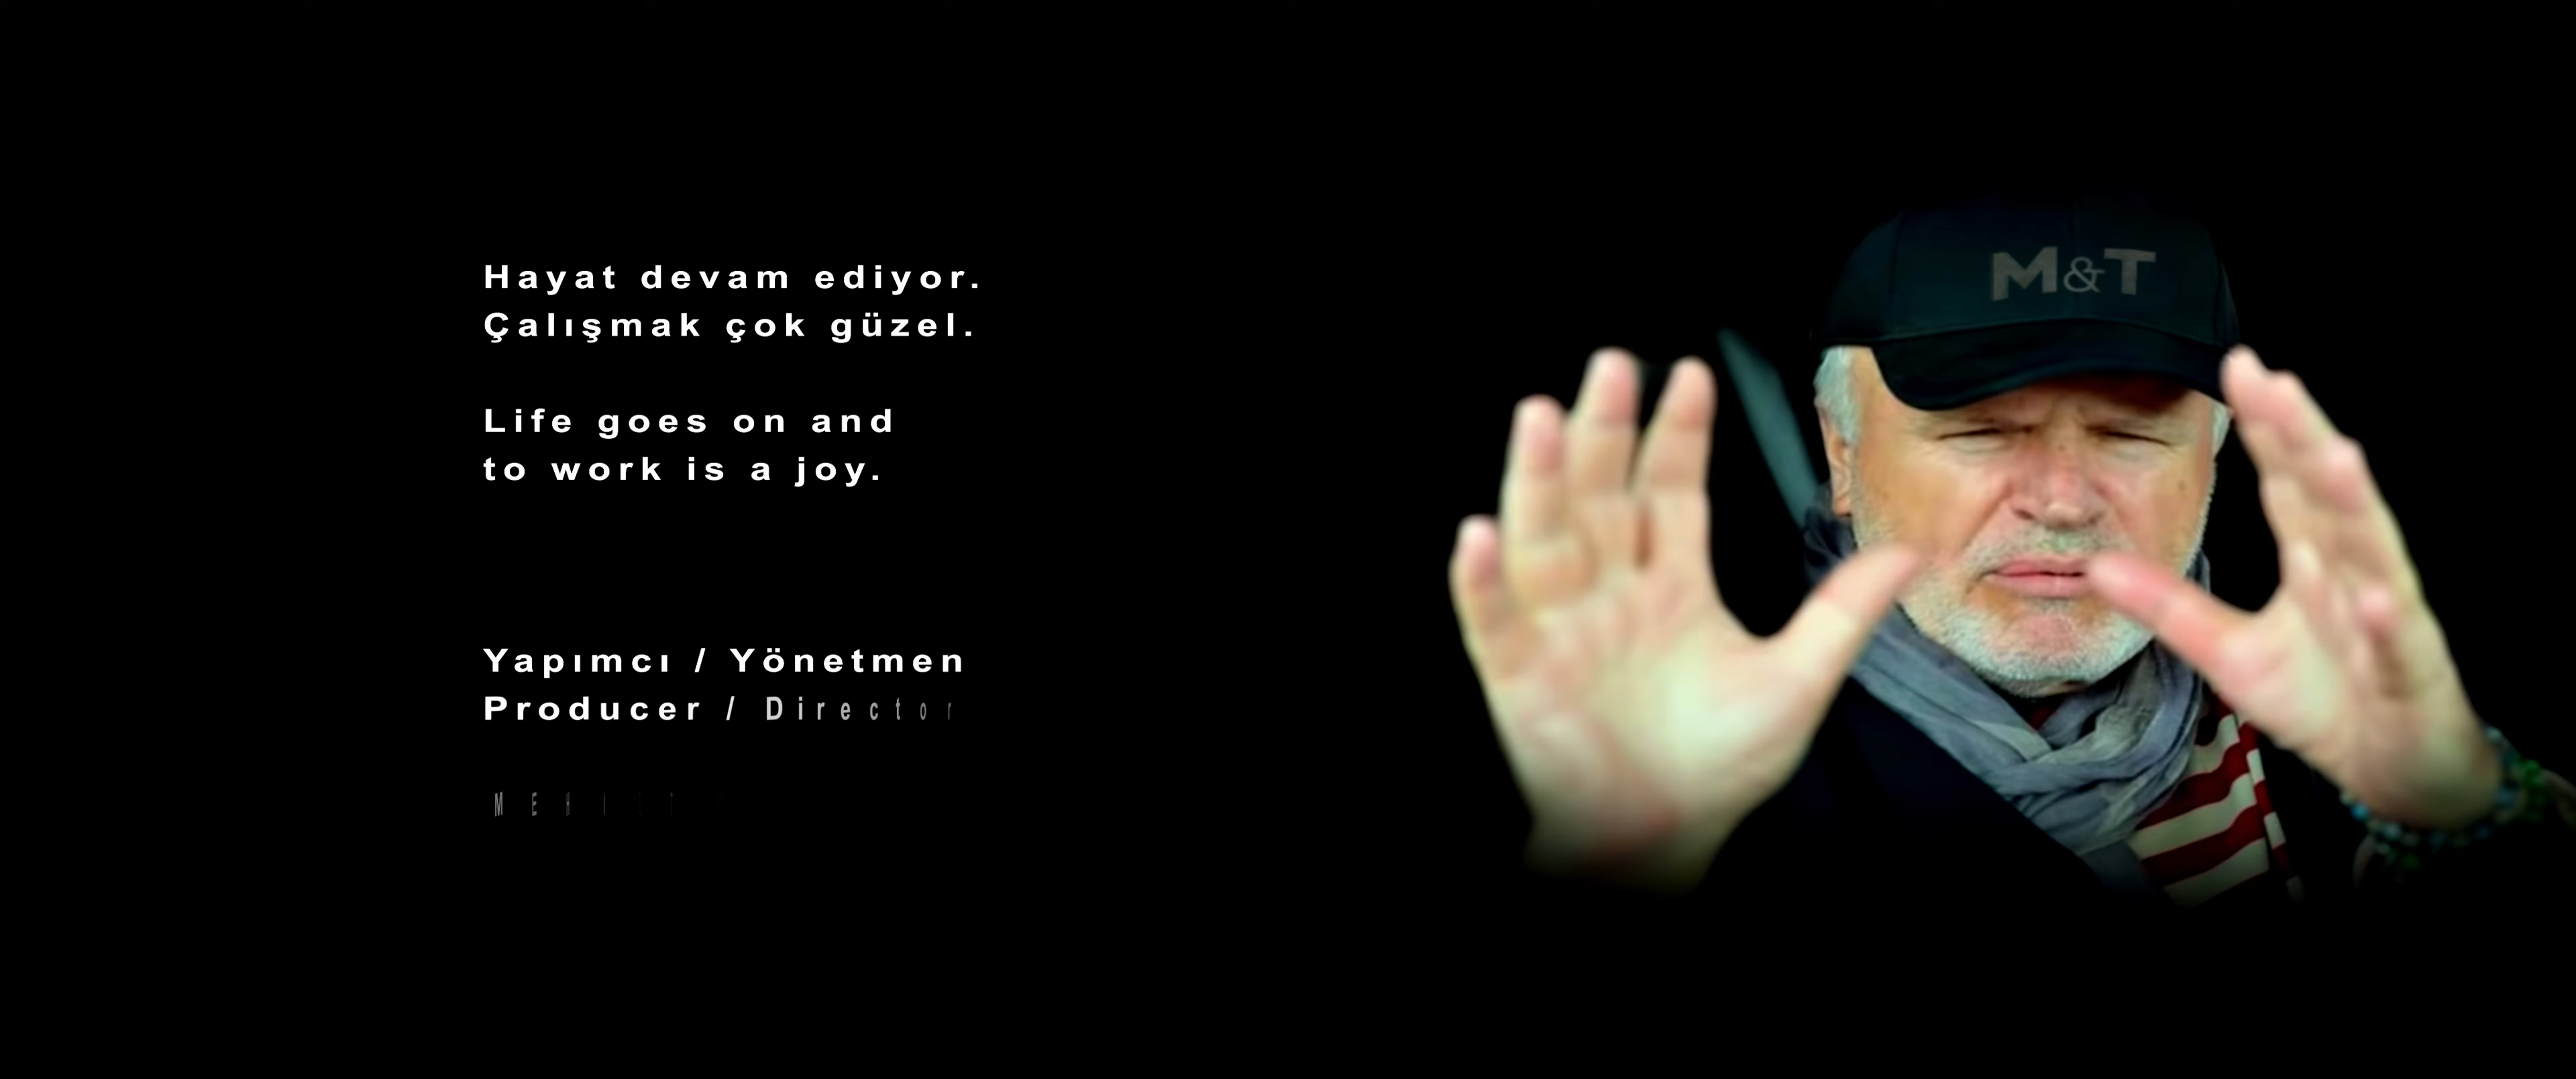 Hayat devam ediyor.
Çalışmak çok güzel.
Life goes on and
to work is a joy.
Yapımcı / Yönetmen
Producer / Director
M&T